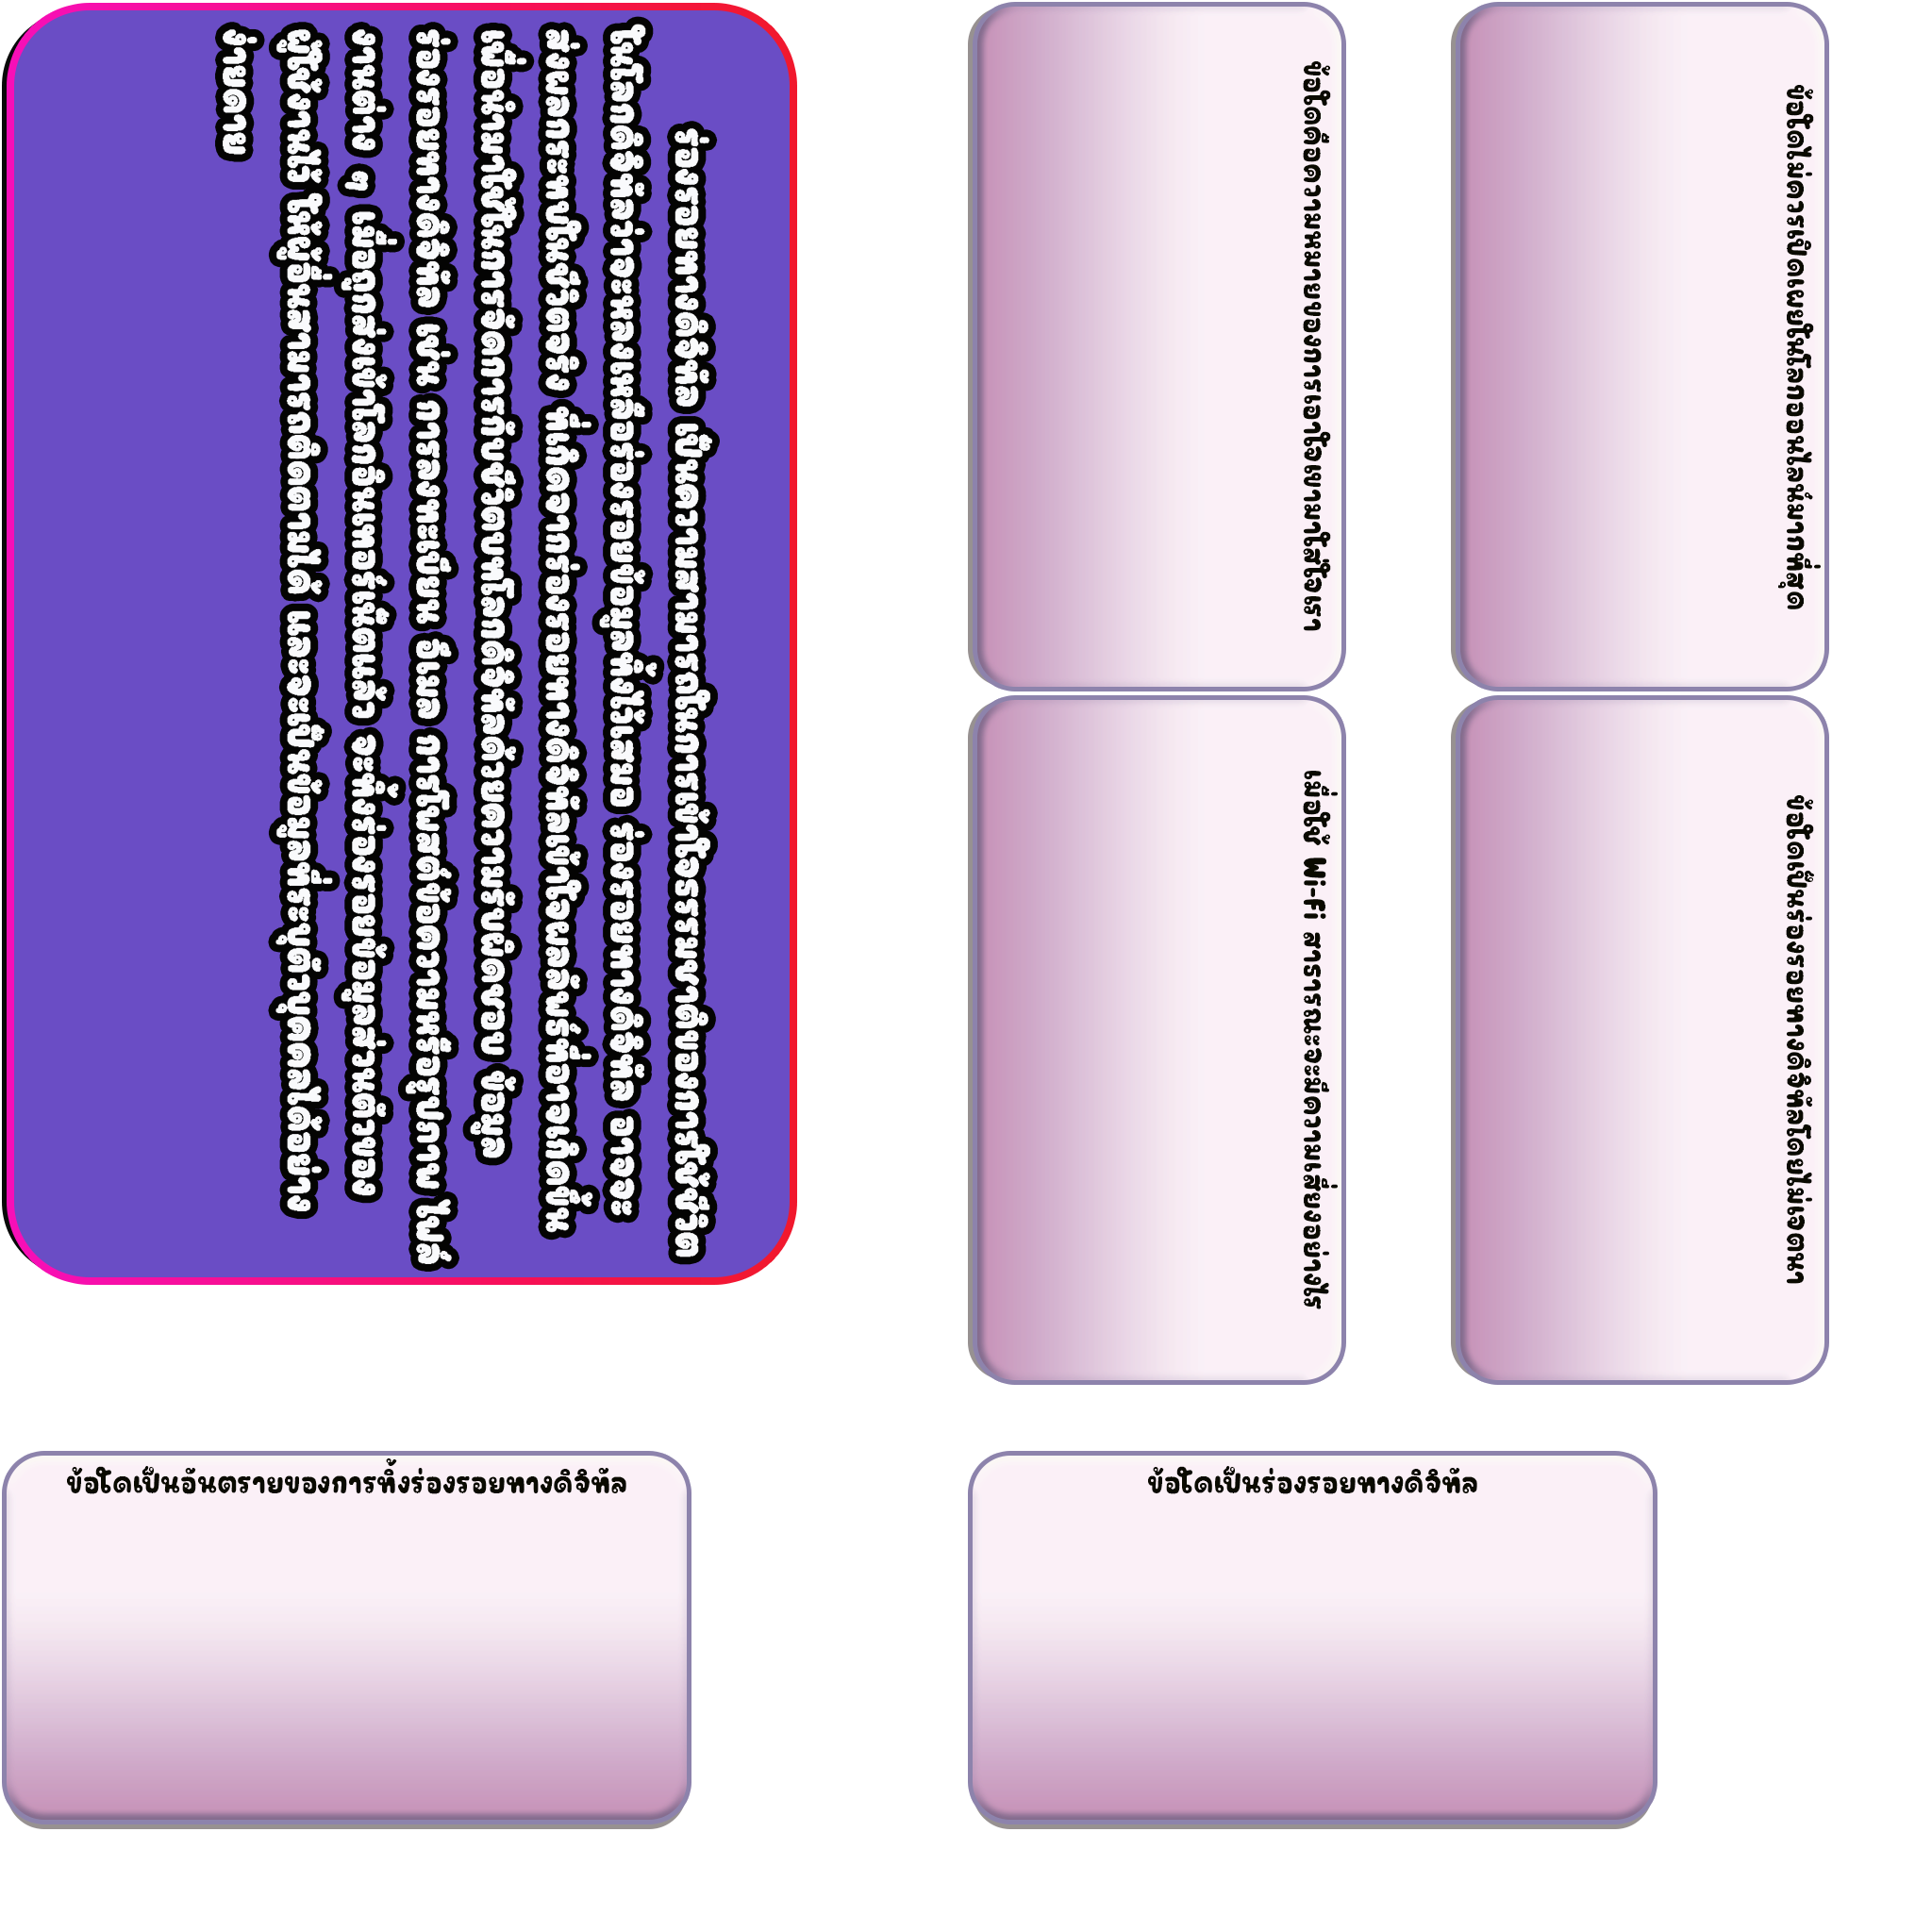 ร่องรอยทางดิจิทัล เป็นความสามารถในการเข้าใจธรรมชาติของการใช้ชีวิต
ในโลกดิจิทัลว่าจะหลงเหลือร่องรอยข้อมูลทิ้งไว้เสมอ ร่องรอยทางดิจิทัล อาจจะ
ส่งผลกระทบในชีวิตจริง ที่เกิดจากร่องรอยทางดิจิทัลเข้าใจผลลัพธ์ที่อาจเกิดขึ้น
เพื่อนำมาใช้ในการจัดการกับชีวิตบนโลกดิจิทัลด้วยความรับผิดชอบ ข้อมูล
ร่องรอยทางดิจิทัล เช่น การลงทะเบียน อีเมล การโพสต์ข้อความหรือรูปภาพ ไฟล์
งานต่าง ๆ เมื่อถูกส่งเข้าโลกอินเทอร์เน็ตแล้ว จะทิ้งร่องรอยข้อมูลส่วนตัวของ
ผู้ใช้งานไว้ ให้ผู้อื่นสามารถติดตามได้ และจะเป็นข้อมูลที่ระบุตัวบุคคลได้อย่าง
ง่ายดาย
ข้อใดคือความหมายของการเอาใจเขามาใส่ใจเรา
ข้อใดไม่ควรเปิดเผยในโลกออนไลน์มากที่สุด
เมื่อใช้ Wi-Fi สาธารณะจะมีความเสี่ยงอย่างไร
ข้อใดเป็นร่องรอยทางดิจิทัลโดยไม่เจตนา
ข้อใดเป็นอันตรายของการทิ้งร่องรอยทางดิจิทัล
ข้อใดเป็นร่องรอยทางดิจิทัล